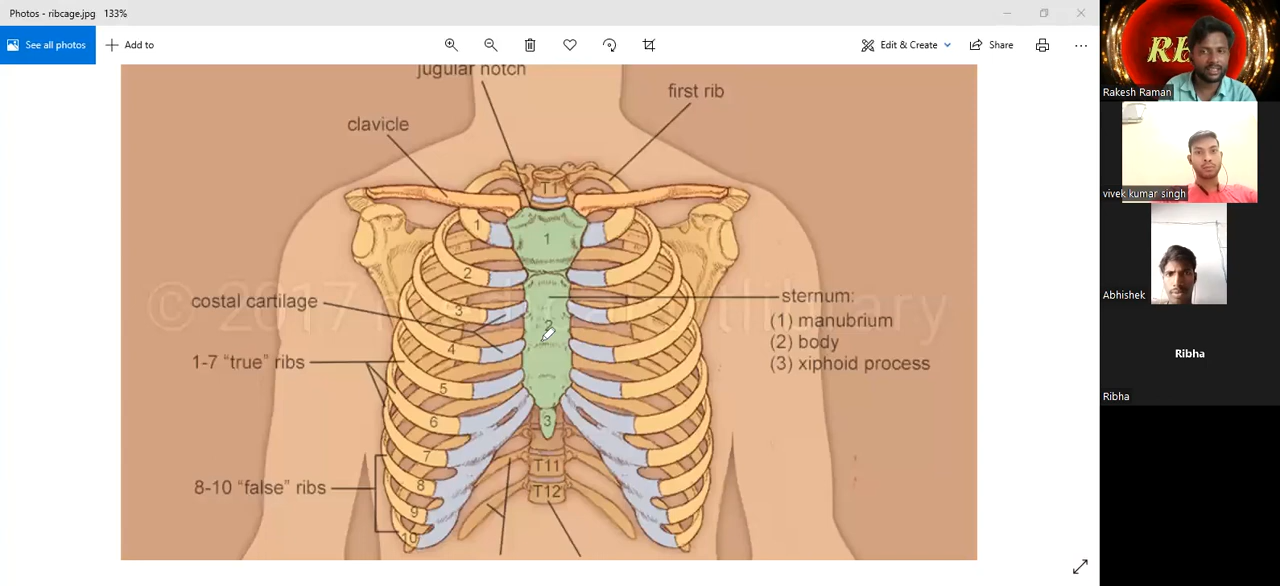 Photos - ribcage.jpg 133%
See all photos
Add to
Edit & Create
Share
jugular notch
first rib
clavicle
T1
1
1
2
costal cartilage
sternum:
3
2
(1) manubrium
(2) body
4
1-7 "true" ribs
(3) xiphoid process
5
6
3
7
T11
8-10 "false" ribs
8
T12
9
10
© 2017
library
RE
Rakesh Raman
vivek kumar singh
Abhishek
Ribha
Ribha